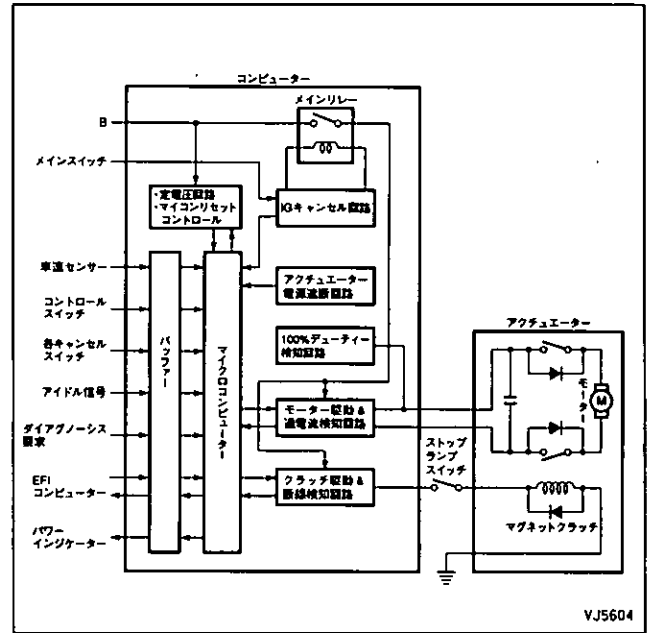 コンピューター
メインリレー
B
メインスイッチ
・定電圧回路
・マイコンリセット
コントロール
IGキャンセル回路
車速センサー
コントロール
スイッチ
各キャンセル
スイッチ
アイドル信号
ダイアグノーシス
要求
EFI
コンピューター
パワー
インジケーター
バッファー
マイクロコンピューター
アクチュエーター
電源遮断回路
100%デューティー
検知回路
モーター駆動&
過電流検知回路
クラッチ駆動&
断線検知回路
ストップ
ランプ
スイッチ
アクチュエーター
モーター
M
マグネットクラッチ
VJ5604